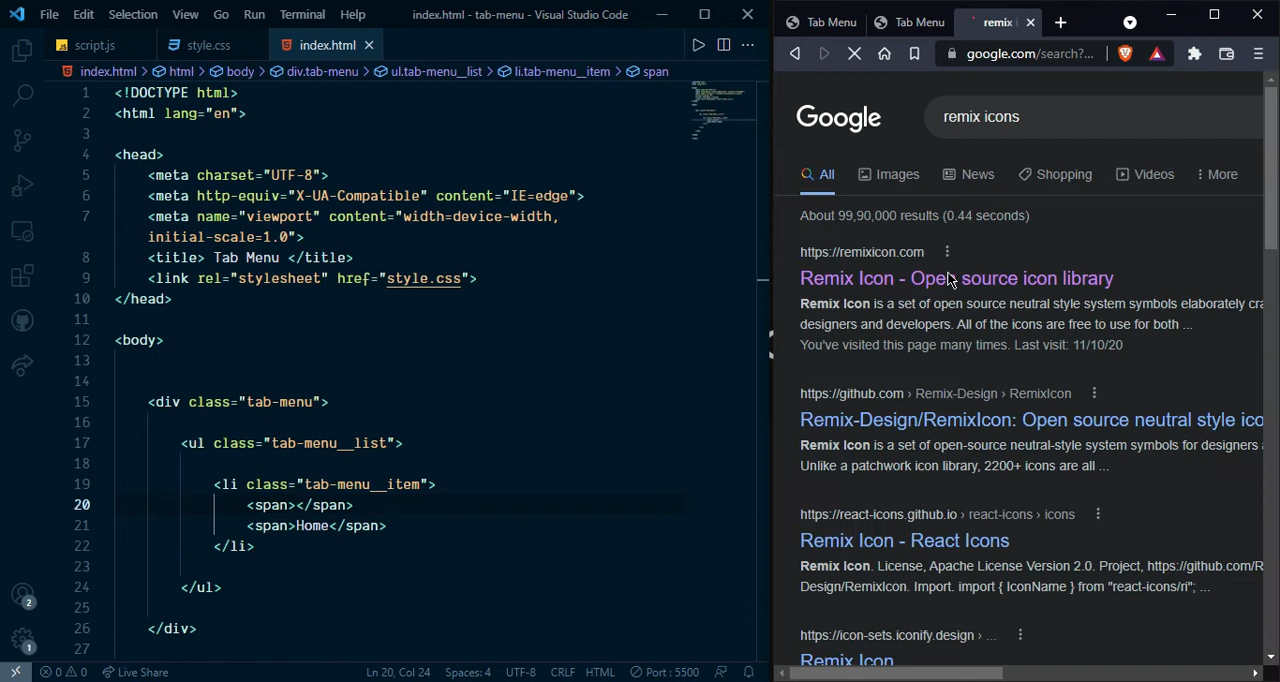 File Edit Selection View Go Run Terminal Help index.html - tab-menu - Visual Studio Code
script.js style.css index.html
index.html > html > body > div.tab-menu > ul.tab-menu__list > li.tab-menu__item > span
1 <!DOCTYPE html>
2 <html lang="en">
3
4 <head>
5 <meta charset="UTF-8">
6 <meta http-equiv="X-UA-Compatible" content="IE=edge">
7 <meta name="viewport" content="width=device-width,
initial-scale=1.0">
8 <title> Tab Menu </title>
9 <link rel="stylesheet" href="style.css">
10 </head>
11
12 <body>
13
14
15 <div class="tab-menu">
16
17 <ul class="tab-menu__list">
18
19 <li class="tab-menu__item">
20 <span></span>
21 <span>Home</span>
22 </li>
23
24 </ul>
25
26 </div>
27
2
1
0 0 Live Share Ln 20, Col 24 Spaces: 4 UTF-8 CRLF HTML Port : 5500
Tab Menu Tab Menu remix
google.com/search?...
Google remix icons
All Images News Shopping Videos More
About 99,90,000 results (0.44 seconds)
https://remixicon.com
Remix Icon - Open source icon library
Remix Icon is a set of open source neutral style system symbols elaborately cra
designers and developers. All of the icons are free to use for both ...
You've visited this page many times. Last visit: 11/10/20
https://github.com › Remix-Design › RemixIcon
Remix-Design/RemixIcon: Open source neutral style ico
Remix Icon is a set of open-source neutral-style system symbols for designers a
Unlike a patchwork icon library, 2200+ icons are all ...
https://react-icons.github.io › react-icons › icons
Remix Icon - React Icons
Remix Icon. License, Apache License Version 2.0. Project, https://github.com/R
Design/RemixIcon. Import. import { IconName } from "react-icons/ri"; ...
https://icon-sets.iconify.design › ...
Remix Icon